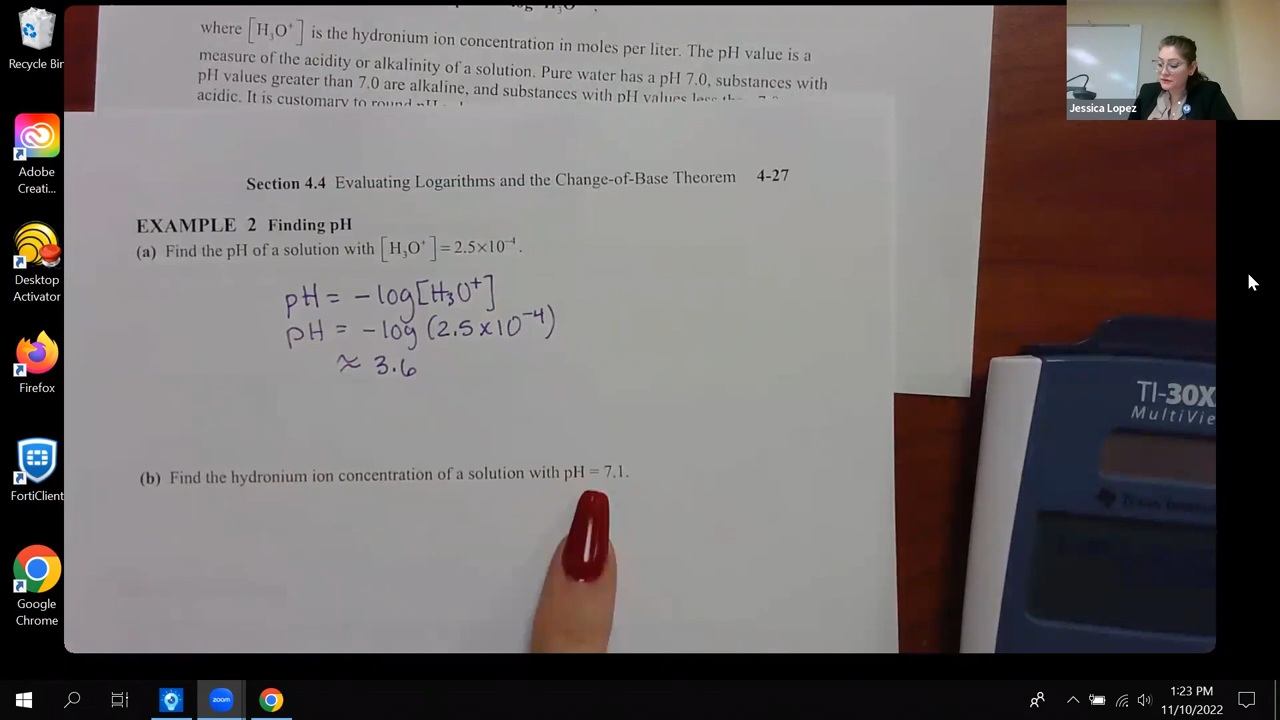 where [H₃O⁺] is the hydronium ion concentration in moles per liter. The pH value is a
measure of the acidity or alkalinity of a solution. Pure water has a pH 7.0, substances with
pH values greater than 7.0 are alkaline, and substances with pH values less
acidic. It is customary to round pH
Jessica Lopez
Recycle Bin
Adobe
Creati...
Desktop
Activator
Firefox
FortiClient
Google
Chrome
Section 4.4 Evaluating Logarithms and the Change-of-Base Theorem 4-27
EXAMPLE 2 Finding pH
(a) Find the pH of a solution with [H₃O⁺] = 2.5×10⁻⁴.
pH = -log[H₃O⁺]
pH = -log (2.5×10⁻⁴)
≈ 3.6
(b) Find the hydronium ion concentration of a solution with pH = 7.1.
TI-30X
MultiVie
zoom
1:23 PM
11/10/2022